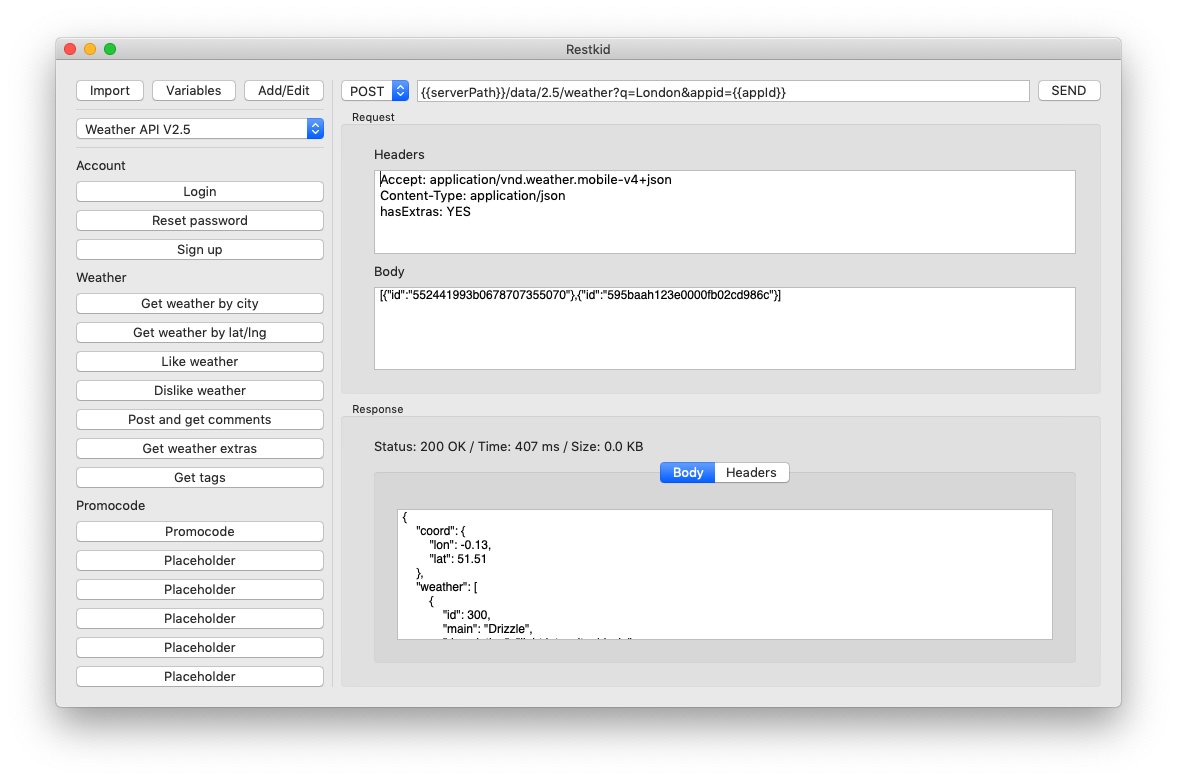 Restkid
Import Variables Add/Edit
POST {{serverPath}}/data/2.5/weather?q=London&appid={{appId}} SEND
Weather API V2.5
Account
Login
Reset password
Sign up
Weather
Get weather by city
Get weather by lat/lng
Like weather
Dislike weather
Post and get comments
Get weather extras
Get tags
Promocode
Promocode
Placeholder
Placeholder
Placeholder
Placeholder
Placeholder
Request
Headers
Accept: application/vnd.weather.mobile-v4+json
Content-Type: application/json
hasExtras: YES
Body
[{"id":"552441993b0678707355070"},{"id":"595baah123e0000fb02cd986c"}]
Response
Status: 200 OK / Time: 407 ms / Size: 0.0 KB
Body Headers
{
"coord": {
"lon": -0.13,
"lat": 51.51
},
"weather": [
{
"id": 300,
"main": "Drizzle",